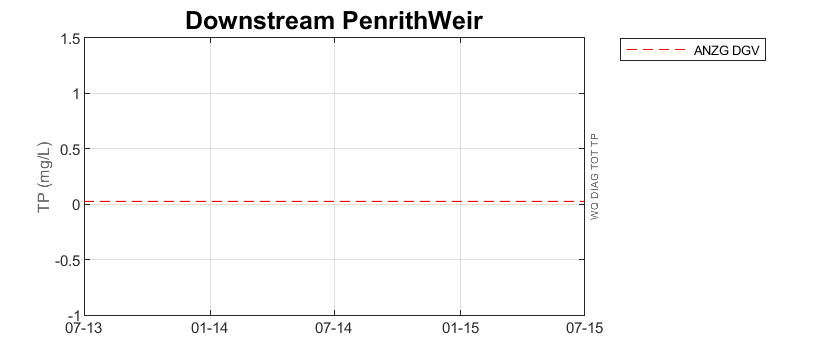 Downstream PenrithWeir
1.5
1
0.5
0
-0.5
-1
TP (mg/L)
07-13
01-14
07-14
01-15
07-15
WQ DIAG TOT TP
ANZG DGV